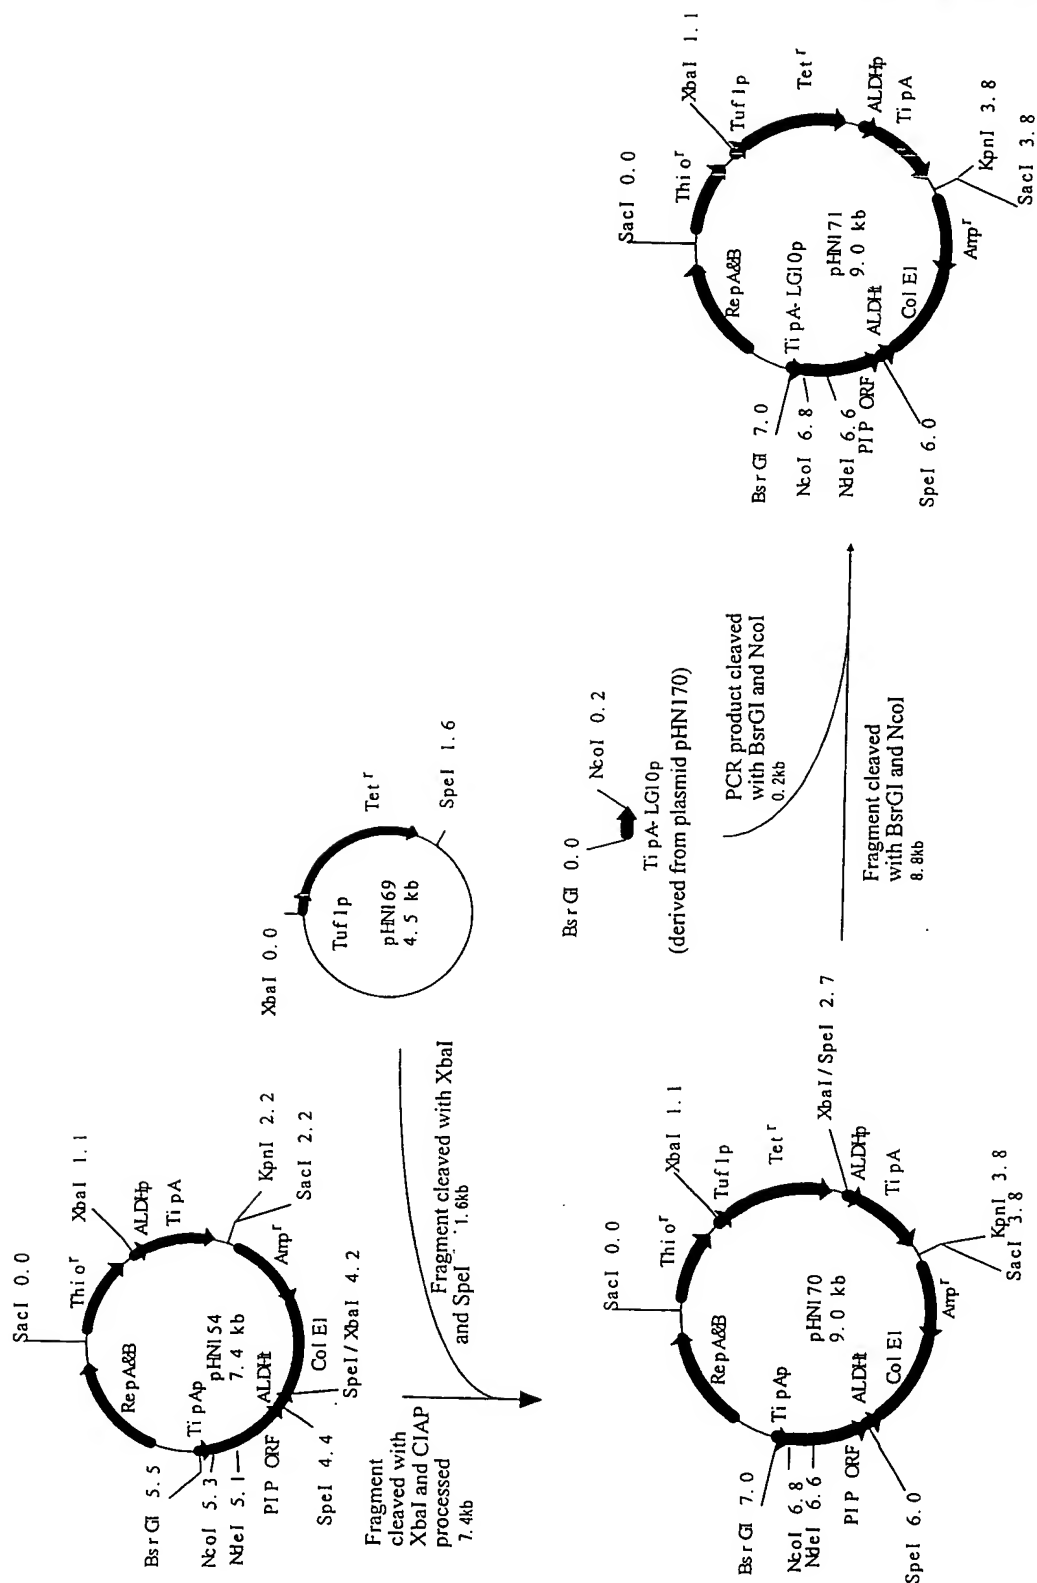 SacI 0.0
Thio^r
XbaI 1.1
ALDHp
TipA
KpnI 2.2
SacI 2.2
Amp^r
Col E1
SpeI/XbaI 4.2
ALDHt
SpeI 4.4
PIP ORF
NdeI 5.1
NcoI 5.3
TipAp
BsrGI 5.5
RepA&B
pHN154
7.4 kb
XbaI 0.0
Tuf1p
Tet^r
SpeI 1.6
pHN169
4.5 kb
Fragment
cleaved with
XbaI and CIAP
processed
7.4kb
Fragment cleaved with XbaI
and SpeI 1.6kb
SacI 0.0
Thio^r
XbaI 1.1
Tuf1p
Tet^r
XbaI/SpeI 2.7
ALDHp
TipA
KpnI 3.8
SacI 3.8
Amp^r
Col E1
ALDHt
SpeI 6.0
PIP ORF
NdeI 6.6
NcoI 6.8
TipAp
BsrGI 7.0
RepA&B
pHN170
9.0 kb
BsrGI 0.0
NcoI 0.2
TipA-LG10p
(derived from plasmid pHN170)
PCR product cleaved
with BsrGI and NcoI
0.2kb
Fragment cleaved
with BsrGI and NcoI
8.8kb
SacI 0.0
Thio^r
XbaI 1.1
Tuf1p
Tet^r
ALDHp
TipA
KpnI 3.8
SacI 3.8
Amp^r
Col E1
ALDHt
SpeI 6.0
PIP ORF
NdeI 6.6
NcoI 6.8
TipA-LG10p
BsrGI 7.0
RepA&B
pHN171
9.0 kb